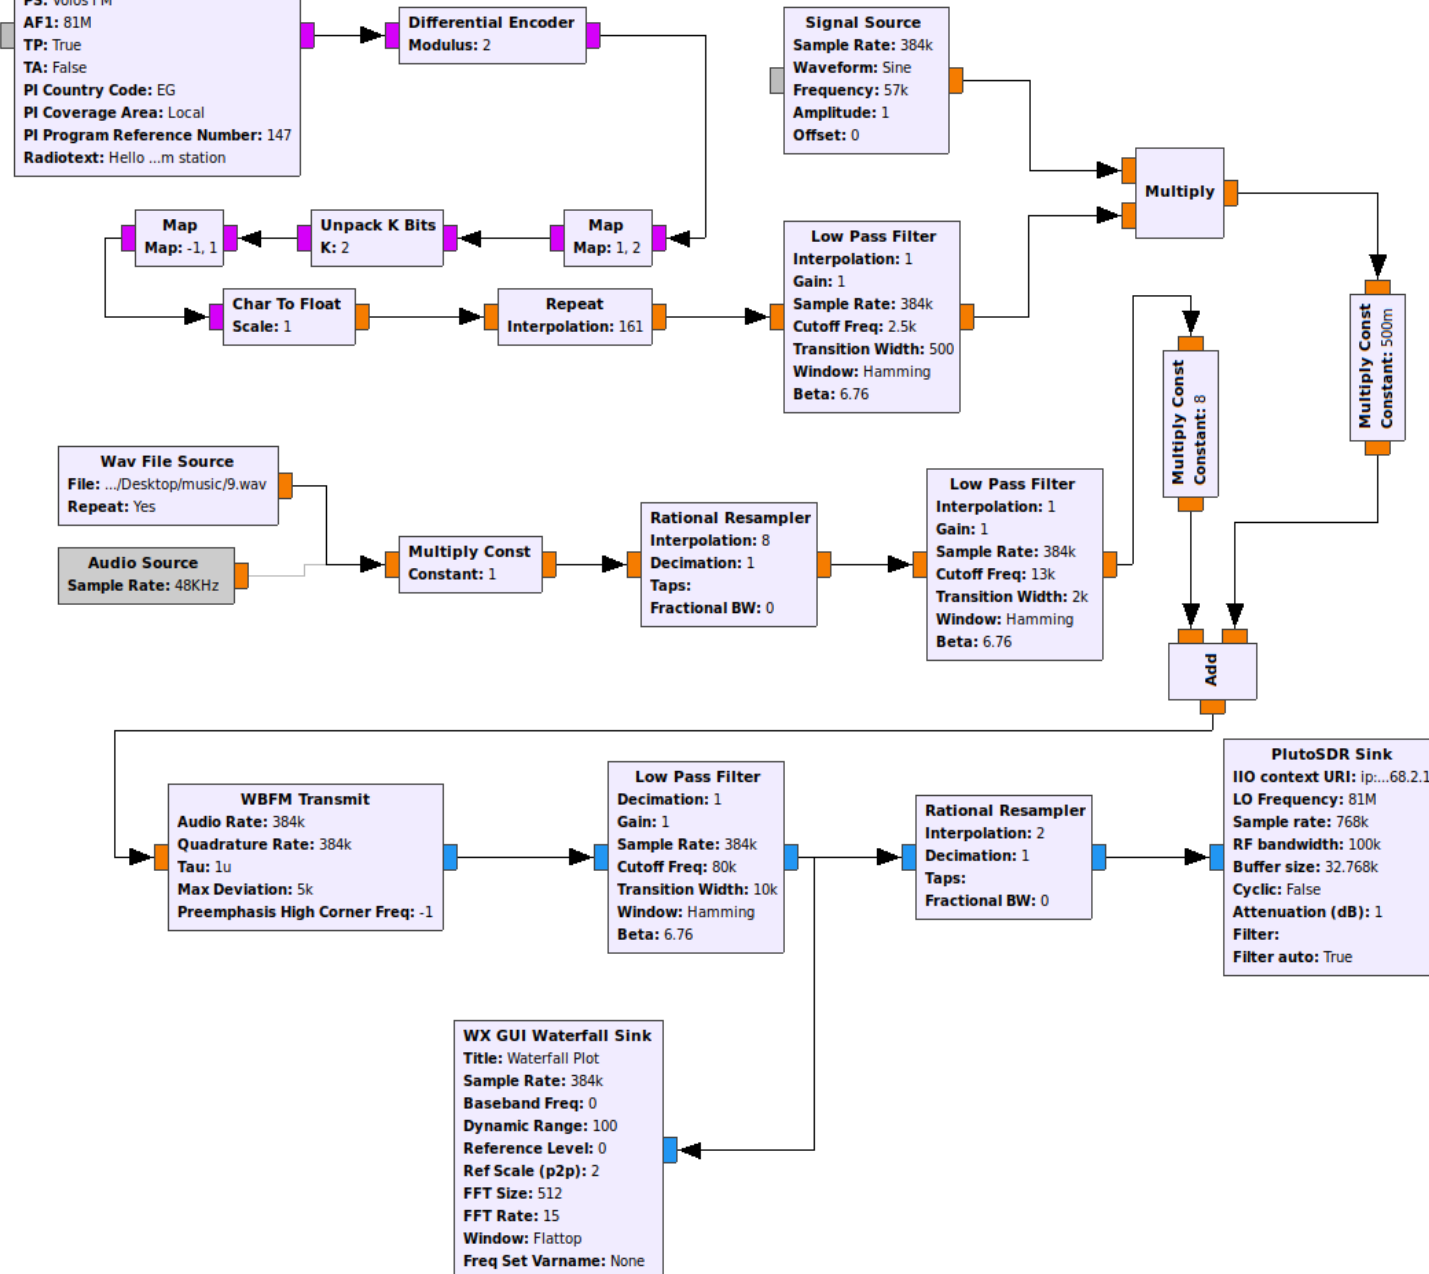 AF1: 81M
TP: True
TA: False
PI Country Code: EG
PI Coverage Area: Local
PI Program Reference Number: 147
Radiotext: Hello ...m station
Differential Encoder
Modulus: 2
Signal Source
Sample Rate: 384k
Waveform: Sine
Frequency: 57k
Amplitude: 1
Offset: 0
Multiply
Map
Map: -1, 1
Unpack K Bits
K: 2
Map
Map: 1, 2
Low Pass Filter
Interpolation: 1
Gain: 1
Sample Rate: 384k
Cutoff Freq: 2.5k
Transition Width: 500
Window: Hamming
Beta: 6.76
Char To Float
Scale: 1
Repeat
Interpolation: 161
Multiply Const
Constant: 8
Multiply Const
Constant: 500m
Wav File Source
File: .../Desktop/music/9.wav
Repeat: Yes
Audio Source
Sample Rate: 48KHz
Multiply Const
Constant: 1
Rational Resampler
Interpolation: 8
Decimation: 1
Taps:
Fractional BW: 0
Low Pass Filter
Interpolation: 1
Gain: 1
Sample Rate: 384k
Cutoff Freq: 13k
Transition Width: 2k
Window: Hamming
Beta: 6.76
Add
WBFM Transmit
Audio Rate: 384k
Quadrature Rate: 384k
Tau: 1u
Max Deviation: 5k
Preemphasis High Corner Freq: -1
Low Pass Filter
Decimation: 1
Gain: 1
Sample Rate: 384k
Cutoff Freq: 80k
Transition Width: 10k
Window: Hamming
Beta: 6.76
Rational Resampler
Interpolation: 2
Decimation: 1
Taps:
Fractional BW: 0
PlutoSDR Sink
IIO context URI: ip:...68.2.1
LO Frequency: 81M
Sample rate: 768k
RF bandwidth: 100k
Buffer size: 32.768k
Cyclic: False
Attenuation (dB): 1
Filter:
Filter auto: True
WX GUI Waterfall Sink
Title: Waterfall Plot
Sample Rate: 384k
Baseband Freq: 0
Dynamic Range: 100
Reference Level: 0
Ref Scale (p2p): 2
FFT Size: 512
FFT Rate: 15
Window: Flattop
Freq Set Varname: None